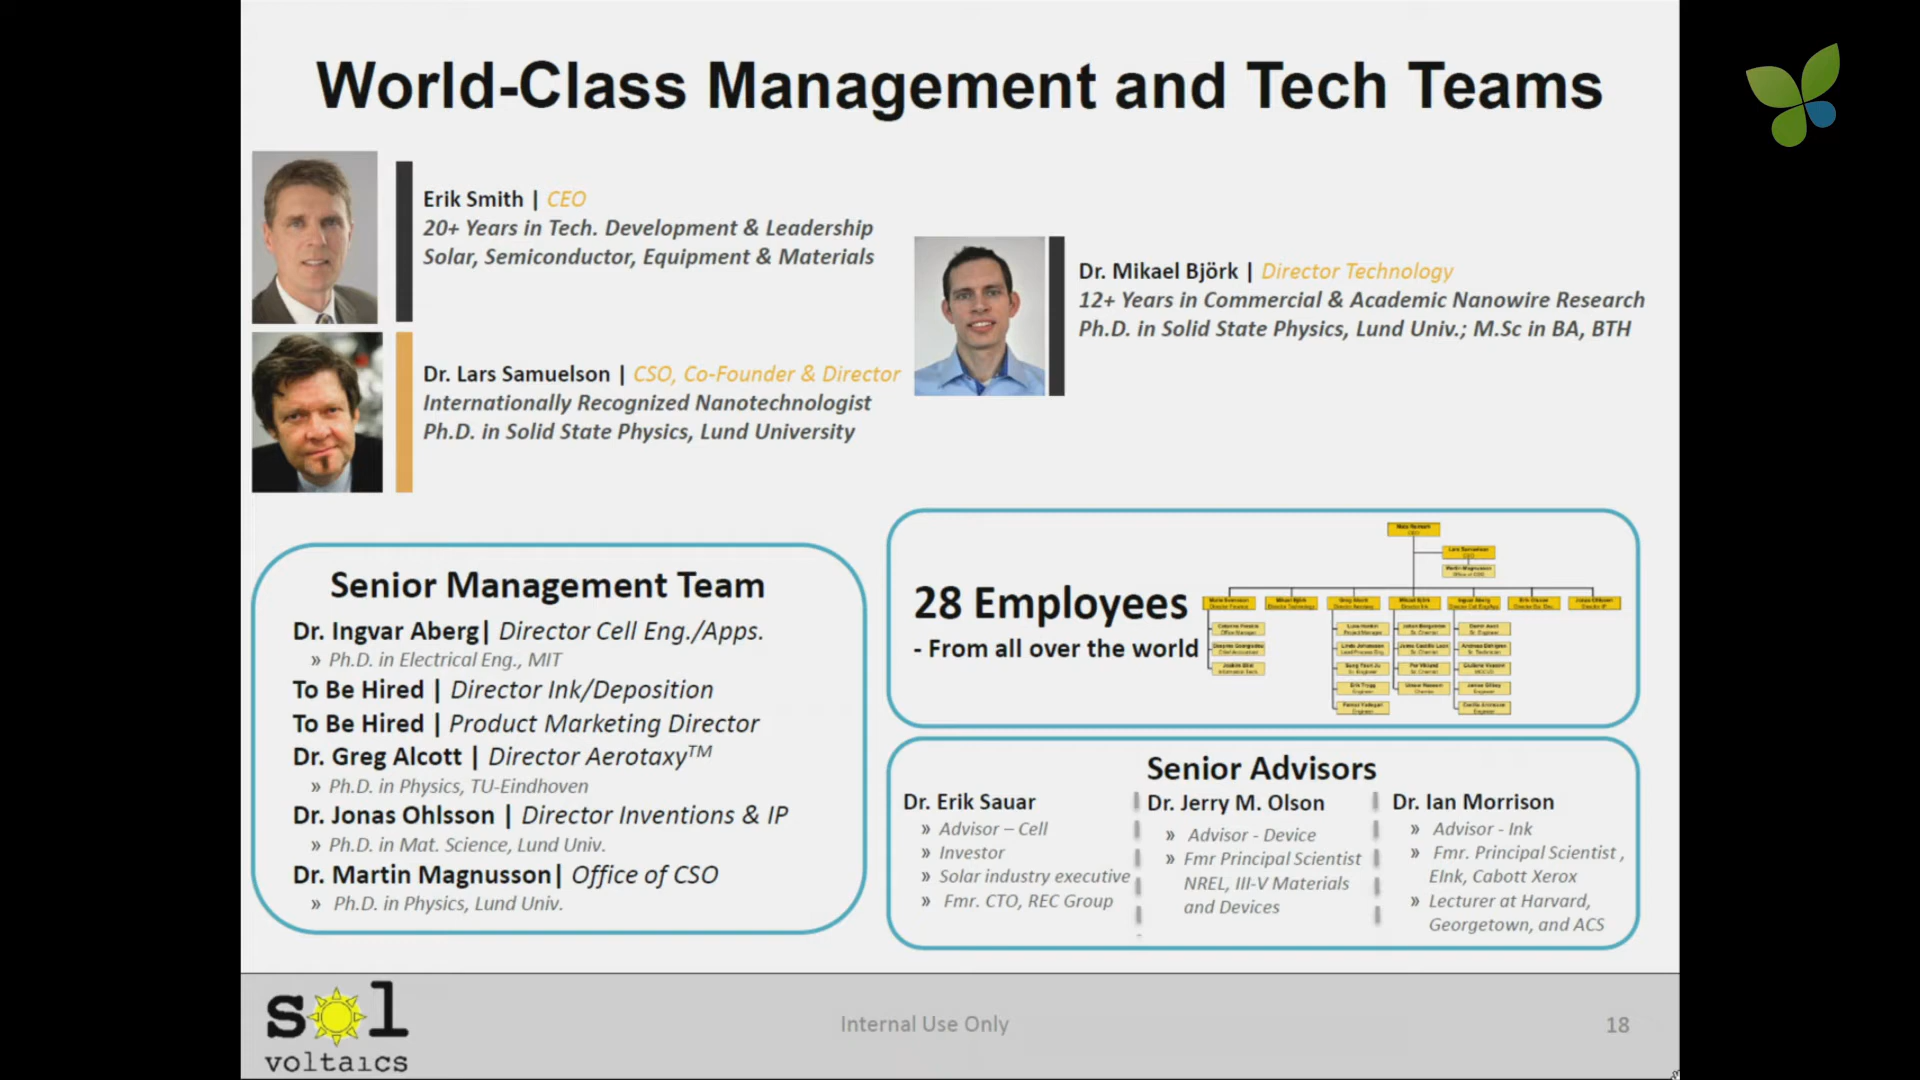 World-Class Management and Tech Teams
Erik Smith | CEO
20+ Years in Tech. Development & Leadership
Solar, Semiconductor, Equipment & Materials
Dr. Lars Samuelson | CSO, Co-Founder & Director
Internationally Recognized Nanotechnologist
Ph.D. in Solid State Physics, Lund University
Dr. Mikael Björk | Director Technology
12+ Years in Commercial & Academic Nanowire Research
Ph.D. in Solid State Physics, Lund Univ.; M.Sc in BA, BTH
Senior Management Team
Dr. Ingvar Aberg| Director Cell Eng./Apps.
» Ph.D. in Electrical Eng., MIT
To Be Hired | Director Ink/Deposition
To Be Hired | Product Marketing Director
Dr. Greg Alcott | Director Aerotaxy™
» Ph.D. in Physics, TU-Eindhoven
Dr. Jonas Ohlsson | Director Inventions & IP
» Ph.D. in Mat. Science, Lund Univ.
Dr. Martin Magnusson| Office of CSO
» Ph.D. in Physics, Lund Univ.
28 Employees
- From all over the world
Senior Advisors
Dr. Erik Sauar
» Advisor – Cell
» Investor
» Solar industry executive
» Fmr. CTO, REC Group
Dr. Jerry M. Olson
» Advisor - Device
» Fmr Principal Scientist
NREL, III-V Materials
and Devices
Dr. Ian Morrison
» Advisor - Ink
» Fmr. Principal Scientist ,
EInk, Cabott Xerox
» Lecturer at Harvard,
Georgetown, and ACS
sol
voltaics
Internal Use Only
18